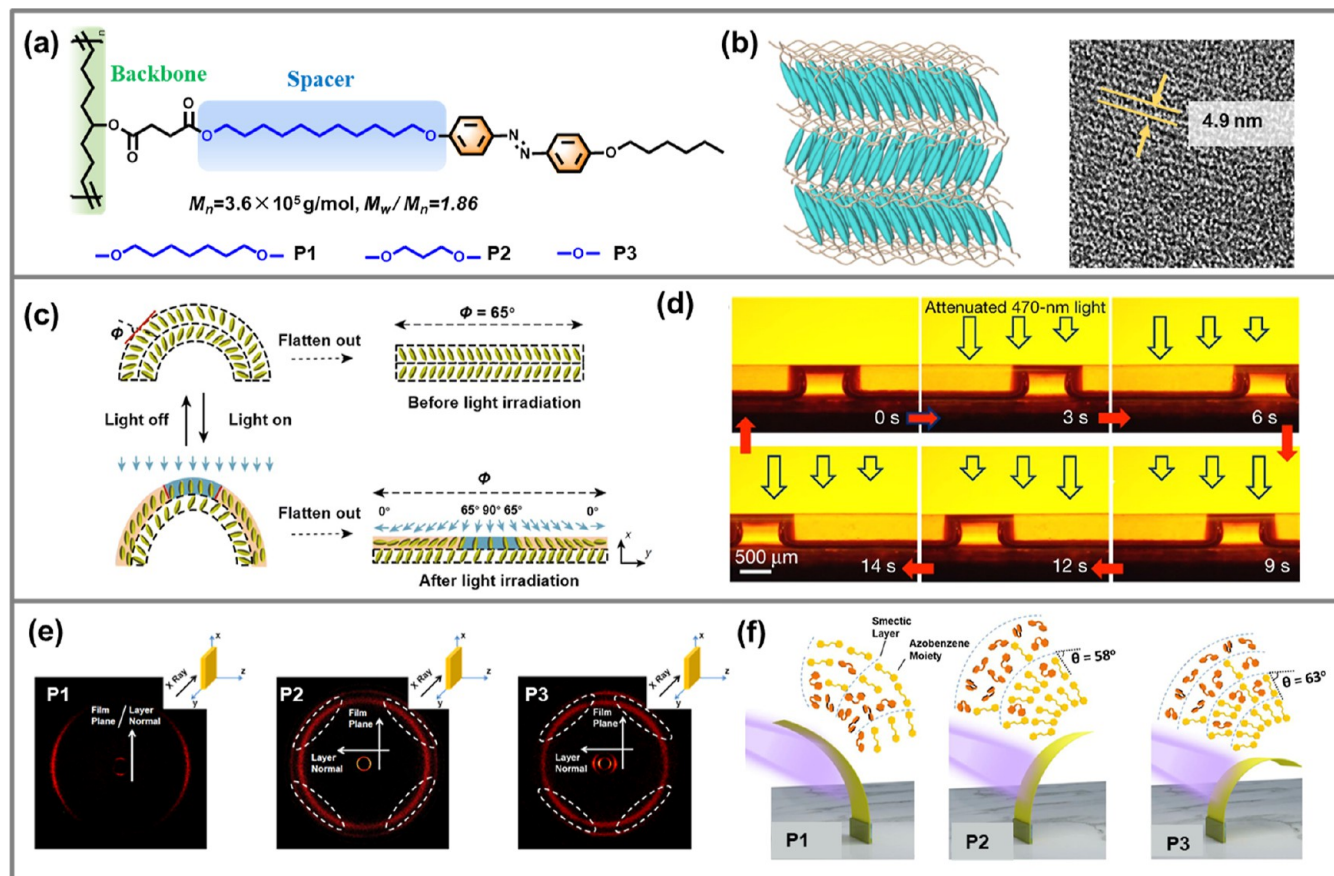 (a)
n
Backbone
Spacer
O
O
O
O
O
N
N
O
Mn=3.6×10⁵g/mol, Mw/Mn=1.86
O
O
P1
O
O
P2
O
P3
(b)
4.9 nm
(c)
Φ
Flatten out
Φ = 65°
Before light irradiation
Light off
Light on
Flatten out
Φ
0°
65° 90° 65°
0°
x
y
After light irradiation
(d)
Attenuated 470-nm light
0 s
3 s
6 s
500 μm
14 s
12 s
9 s
(e)
P1
Film Plane
Layer Normal
X Ray
x
y
z
P2
Film Plane
Layer Normal
X Ray
x
y
z
P3
Film Plane
Layer Normal
X Ray
x
y
z
(f)
Smectic
Layer
Azobenzene
Moiety
θ = 58°
θ = 63°
P1
P2
P3